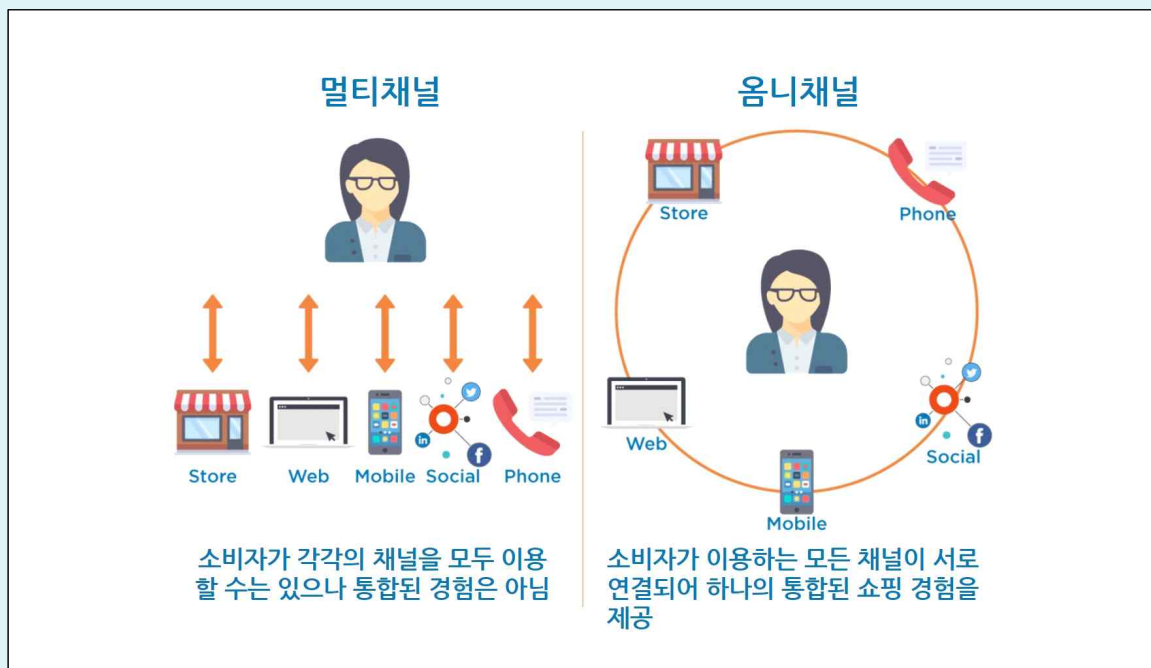 멀티채널
Store
Web
Mobile
Social
Phone
in
f
소비자가 각각의 채널을 모두 이용
할 수는 있으나 통합된 경험은 아님
옴니채널
Store
Phone
Web
in
f
Social
Mobile
소비자가 이용하는 모든 채널이 서로
연결되어 하나의 통합된 쇼핑 경험을
제공